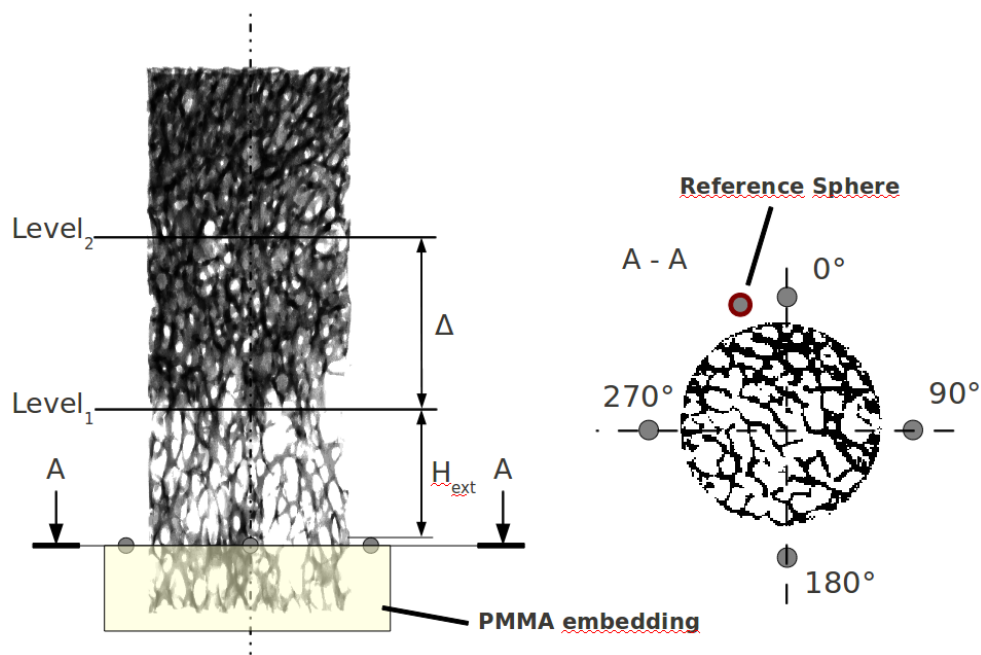 Reference Sphere
Level2
A - A
0°
Δ
270°
90°
Level1
A
Hext
A
180°
PMMA embedding